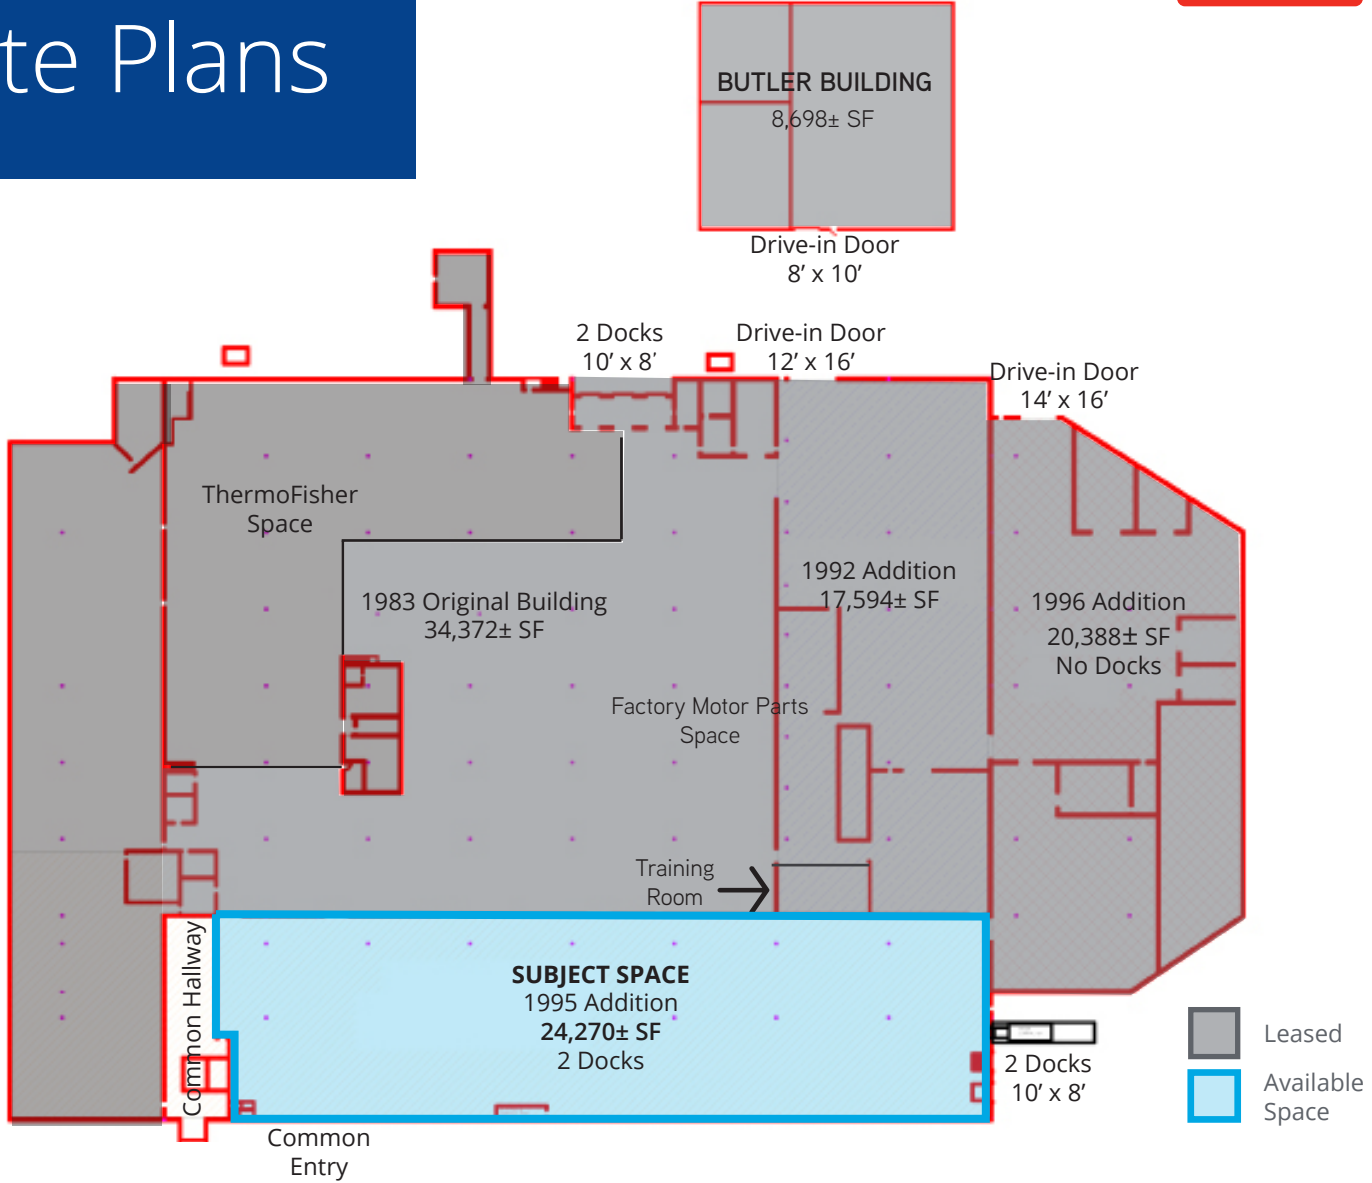 te Plans
BUTLER BUILDING
8,698± SF
Drive-in Door
8’ x 10’
2 Docks
10’ x 8’
Drive-in Door
12’ x 16’
Drive-in Door
14’ x 16’
ThermoFisher
Space
1983 Original Building
34,372± SF
1992 Addition
17,594± SF
1996 Addition
20,388± SF
No Docks
Factory Motor Parts
Space
Training
Room
Common Hallway
SUBJECT SPACE
1995 Addition
24,270± SF
2 Docks
2 Docks
10’ x 8’
Common
Entry
Leased
Available
Space